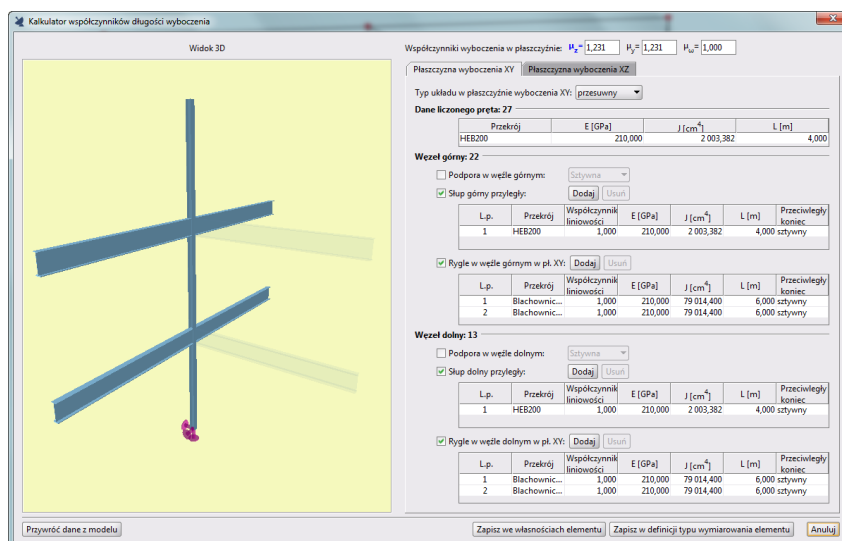 Kalkulator współczynników długości wyboczenia
Widok 3D
Współczynniki wyboczenia w płaszczyźnie: μz= 1,231 μy= 1,231 μω= 1,000
Płaszczyzna wyboczenia XY Płaszczyzna wyboczenia XZ
Typ układu w płaszczyźnie wyboczenia XY: przesuwny
Dane liczonego pręta: 27
Przekrój E [GPa] J [cm⁴] L [m]
HEB200 210,000 2 003,382 4,000
Węzeł górny: 22
Podpora w węźle górnym: Sztywna
Słup górny przyległy: Dodaj Usuń
L.p. Przekrój Współczynnik liniowości E [GPa] J [cm⁴] L [m] Przeciwległy koniec
1 HEB200 1,000 210,000 2 003,382 4,000 sztywny
Rygle w węźle górnym w pł. XY: Dodaj Usuń
L.p. Przekrój Współczynnik liniowości E [GPa] J [cm⁴] L [m] Przeciwległy koniec
1 Blachownic... 1,000 210,000 79 014,400 6,000 sztywny
2 Blachownic... 1,000 210,000 79 014,400 6,000 sztywny
Węzeł dolny: 13
Podpora w węźle dolnym: Sztywna
Słup dolny przyległy: Dodaj Usuń
L.p. Przekrój Współczynnik liniowości E [GPa] J [cm⁴] L [m] Przeciwległy koniec
1 HEB200 1,000 210,000 2 003,382 4,000 sztywny
Rygle w węźle dolnym w pł. XY: Dodaj Usuń
L.p. Przekrój Współczynnik liniowości E [GPa] J [cm⁴] L [m] Przeciwległy koniec
1 Blachownic... 1,000 210,000 79 014,400 6,000 sztywny
2 Blachownic... 1,000 210,000 79 014,400 6,000 sztywny
Przywróć dane z modelu Zapisz we własnościach elementu Zapisz w definicji typu wymiarowania elementu Anuluj